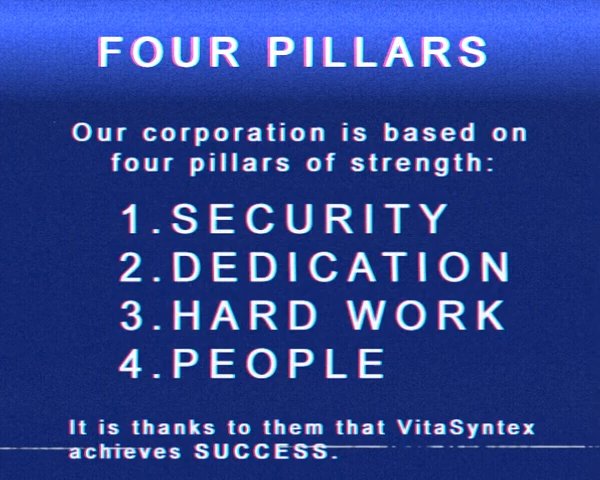 FOUR PILLARS
Our corporation is based on
four pillars of strength:
1.SECURITY
2.DEDICATION
3.HARD WORK
4.PEOPLE
It is thanks to them that VitaSyntex
achieves SUCCESS.